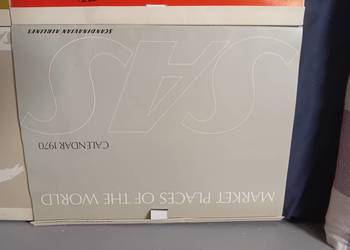 MARKET PLACES OF THE WORLD
CALENDAR 1970
SAS
SCANDINAVIAN AIRLINES